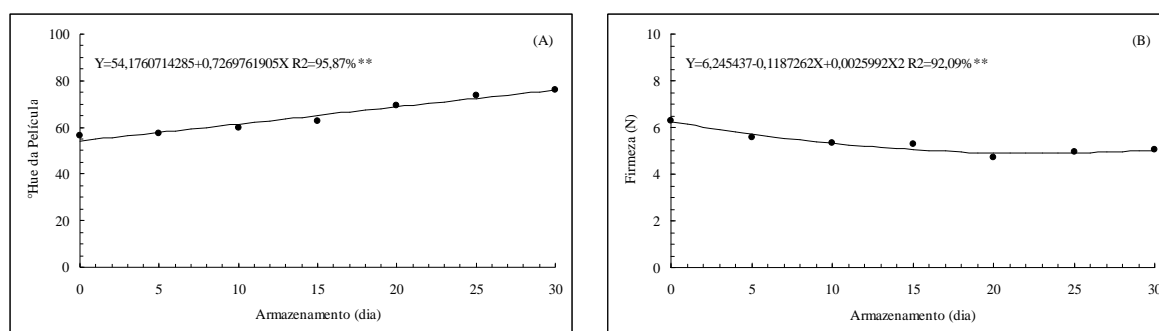 (A)
Y=54,1760714285+0,7269761905X R2=95,87% **
100
80
60
40
20
0
ºHue da Película
0 5 10 15 20 25 30
Armazenamento (dia)
(B)
Y=6,245437-0,1187262X+0,0025992X2 R2=92,09% **
10
8
6
4
2
0
Firmeza (N)
0 5 10 15 20 25 30
Armazenamento (dia)